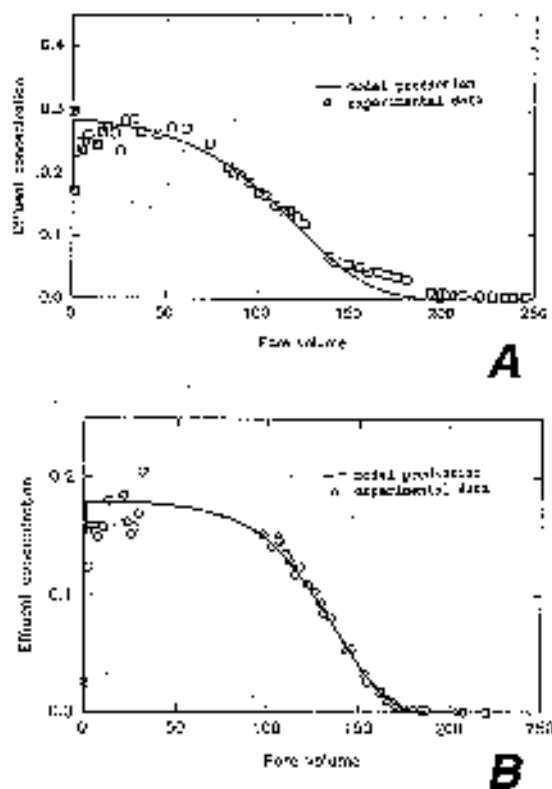 0.4
0.3
0.2
0.1
0.0
Effluent concentration
model prediction
experimental data
0 50 100 150 200 250
Pore volume
A
0.2
0.1
0.0
Effluent concentration
model prediction
experimental data
0 50 100 150 200 250
Pore volume
B